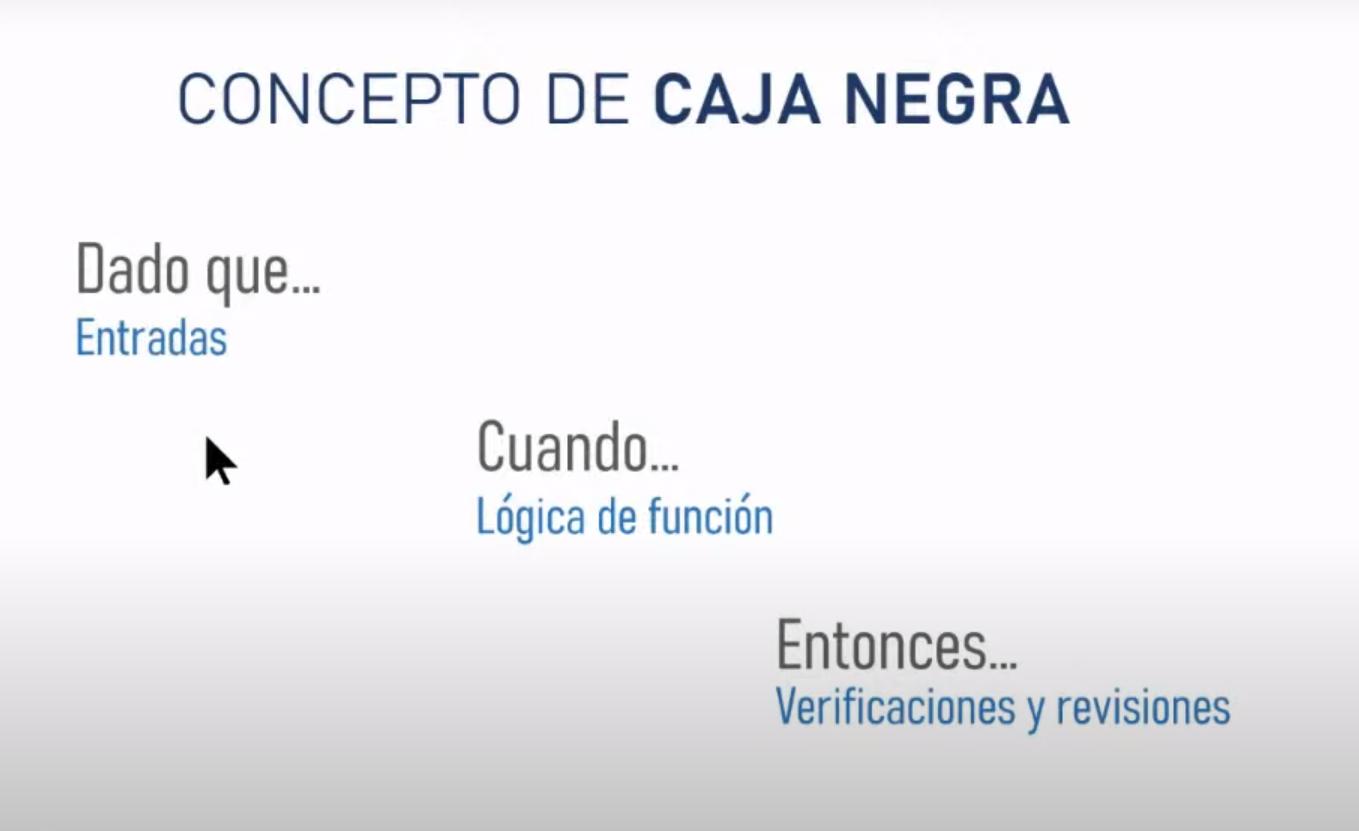 CONCEPTO DE CAJA NEGRA
Dado que...
Entradas
Cuando...
Lógica de función
Entonces...
Verificaciones y revisiones